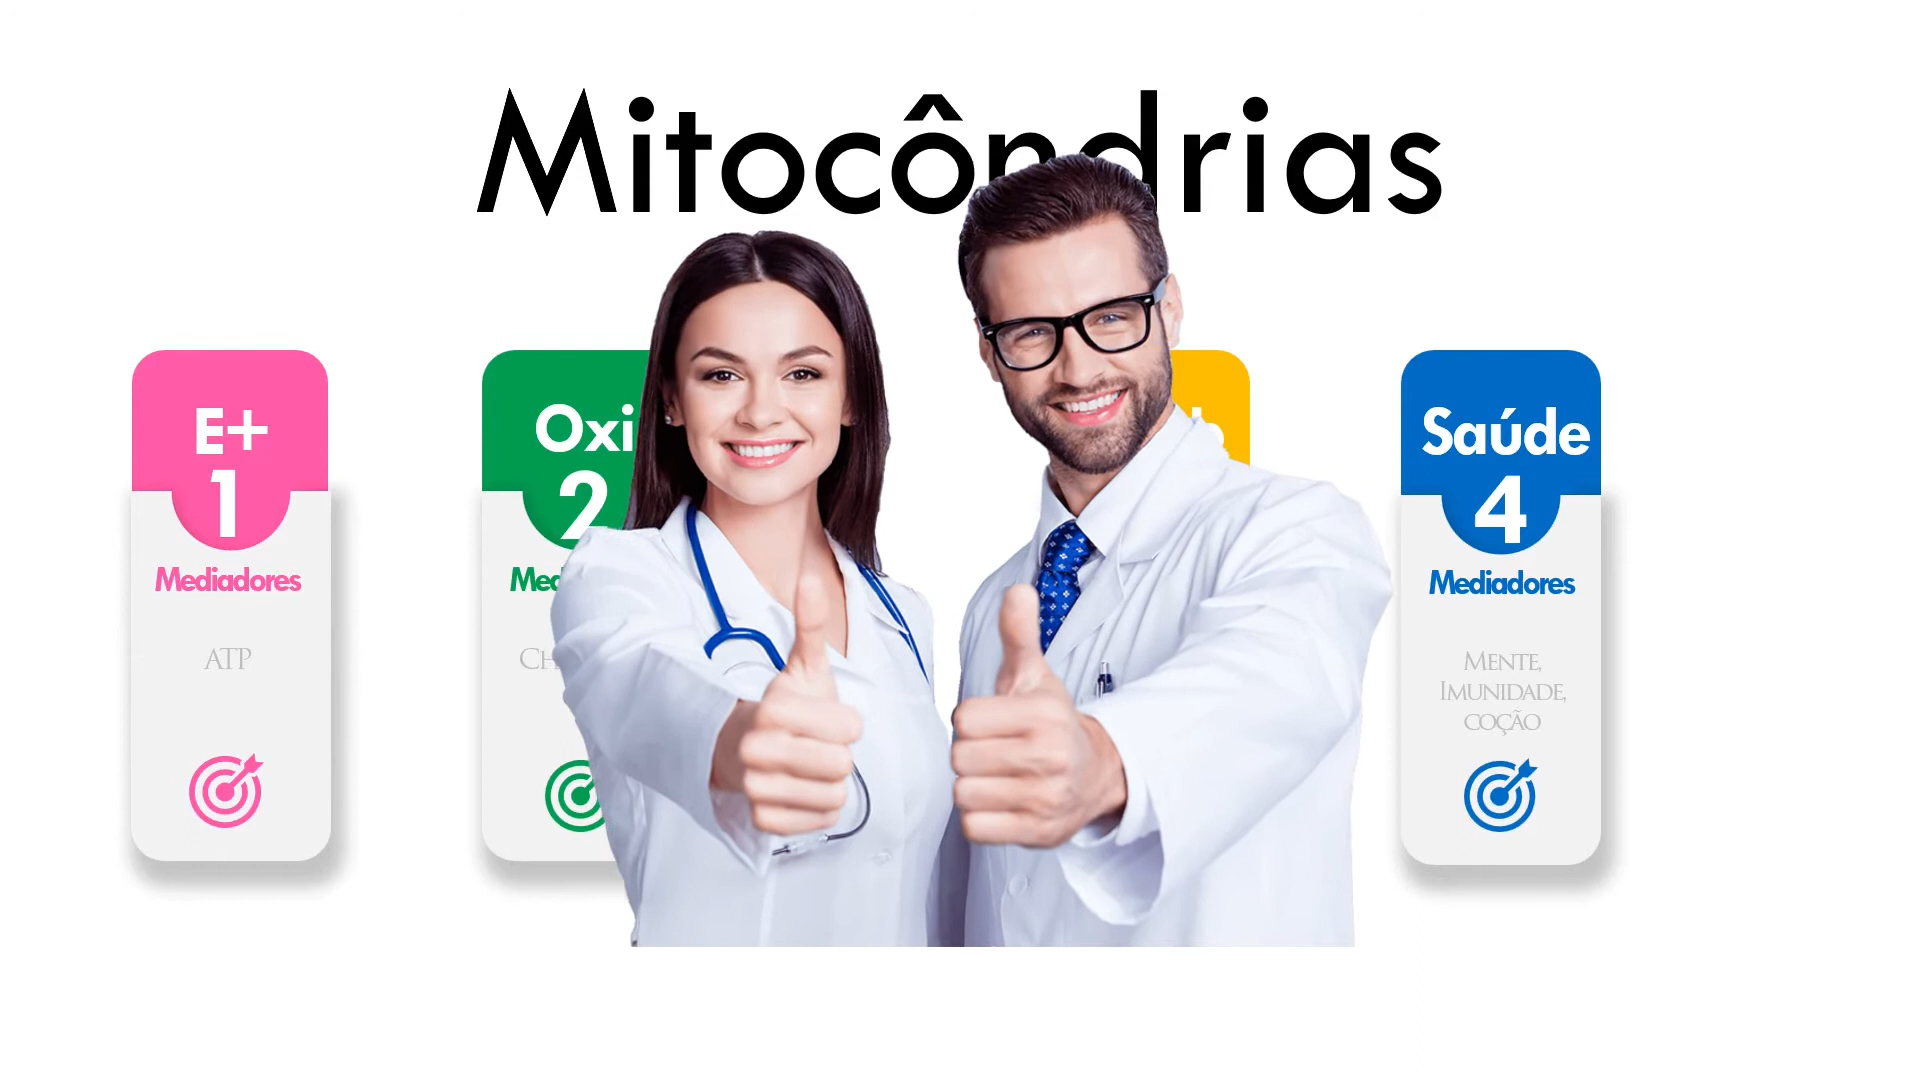 Mitocôndrias
E+
1
Mediadores
ATP
Oxi
2
Saúde
4
Mediadores
MENTE,
IMUNIDADE,
COÇÃO